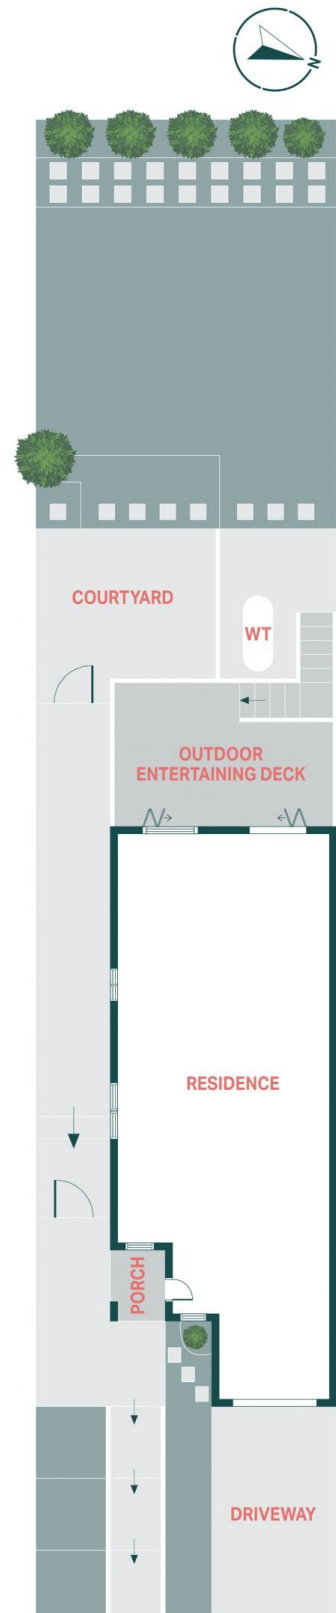 N
COURTYARD
WT
OUTDOOR
ENTERTAINING DECK
RESIDENCE
PORCH
DRIVEWAY